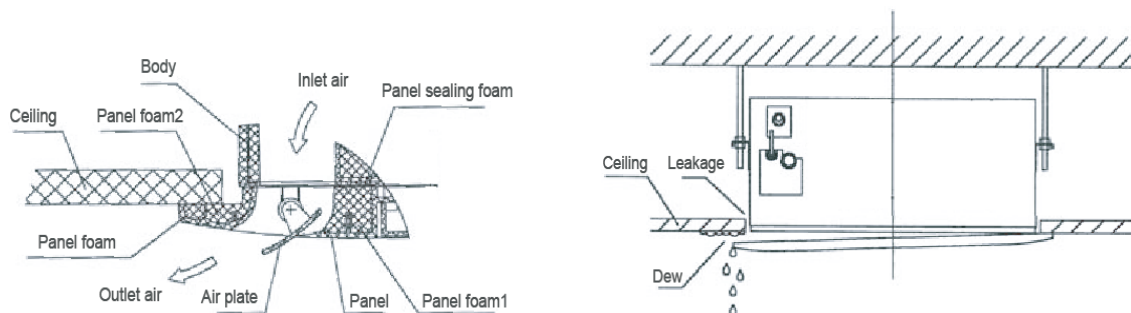 Body
Inlet air
Panel sealing foam
Ceiling
Panel foam2
Panel foam
Outlet air
Air plate
Panel
Panel foam1
Ceiling
Leakage
Dew